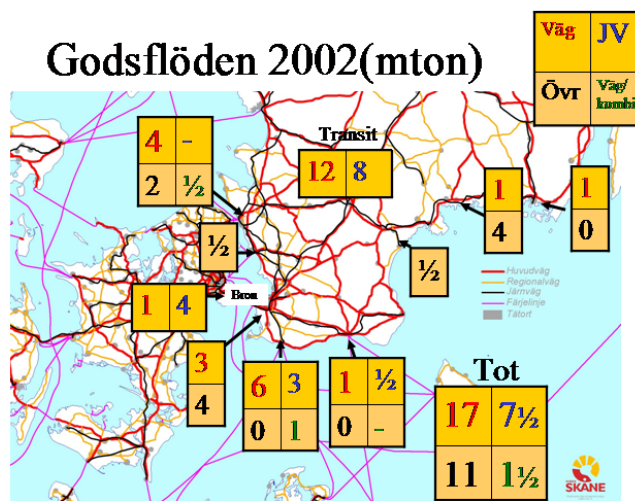 Godsflöden 2002(mton)
Väg JV
Övr Väg/
kombi
Transit
12 8
4 -
2 ½
½
1
4
1
0
½
1 4
Bron
Huvudväg
Regionalväg
Järnväg
Färjelinje
Tätort
3
4
6 3
0 1
1 ½
0 -
Tot
17 7½
11 1½
SKÅNE